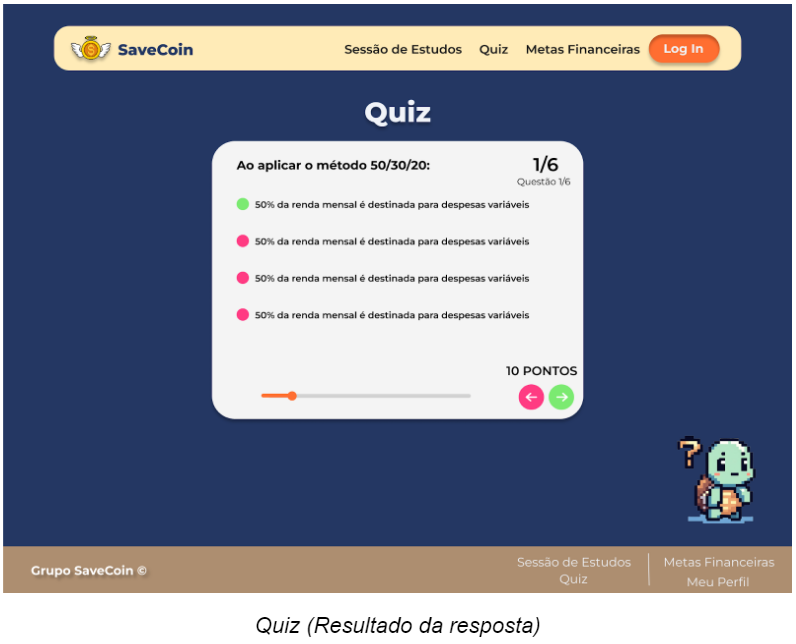 SaveCoin
Sessão de Estudos Quiz Metas Financeiras Log In
Quiz
Ao aplicar o método 50/30/20: 1/6
Questão 1/6
50% da renda mensal é destinada para despesas variáveis
50% da renda mensal é destinada para despesas variáveis
50% da renda mensal é destinada para despesas variáveis
50% da renda mensal é destinada para despesas variáveis
10 PONTOS
?
Grupo SaveCoin ©
Sessão de Estudos
Quiz
Metas Financeiras
Meu Perfil
Quiz (Resultado da resposta)